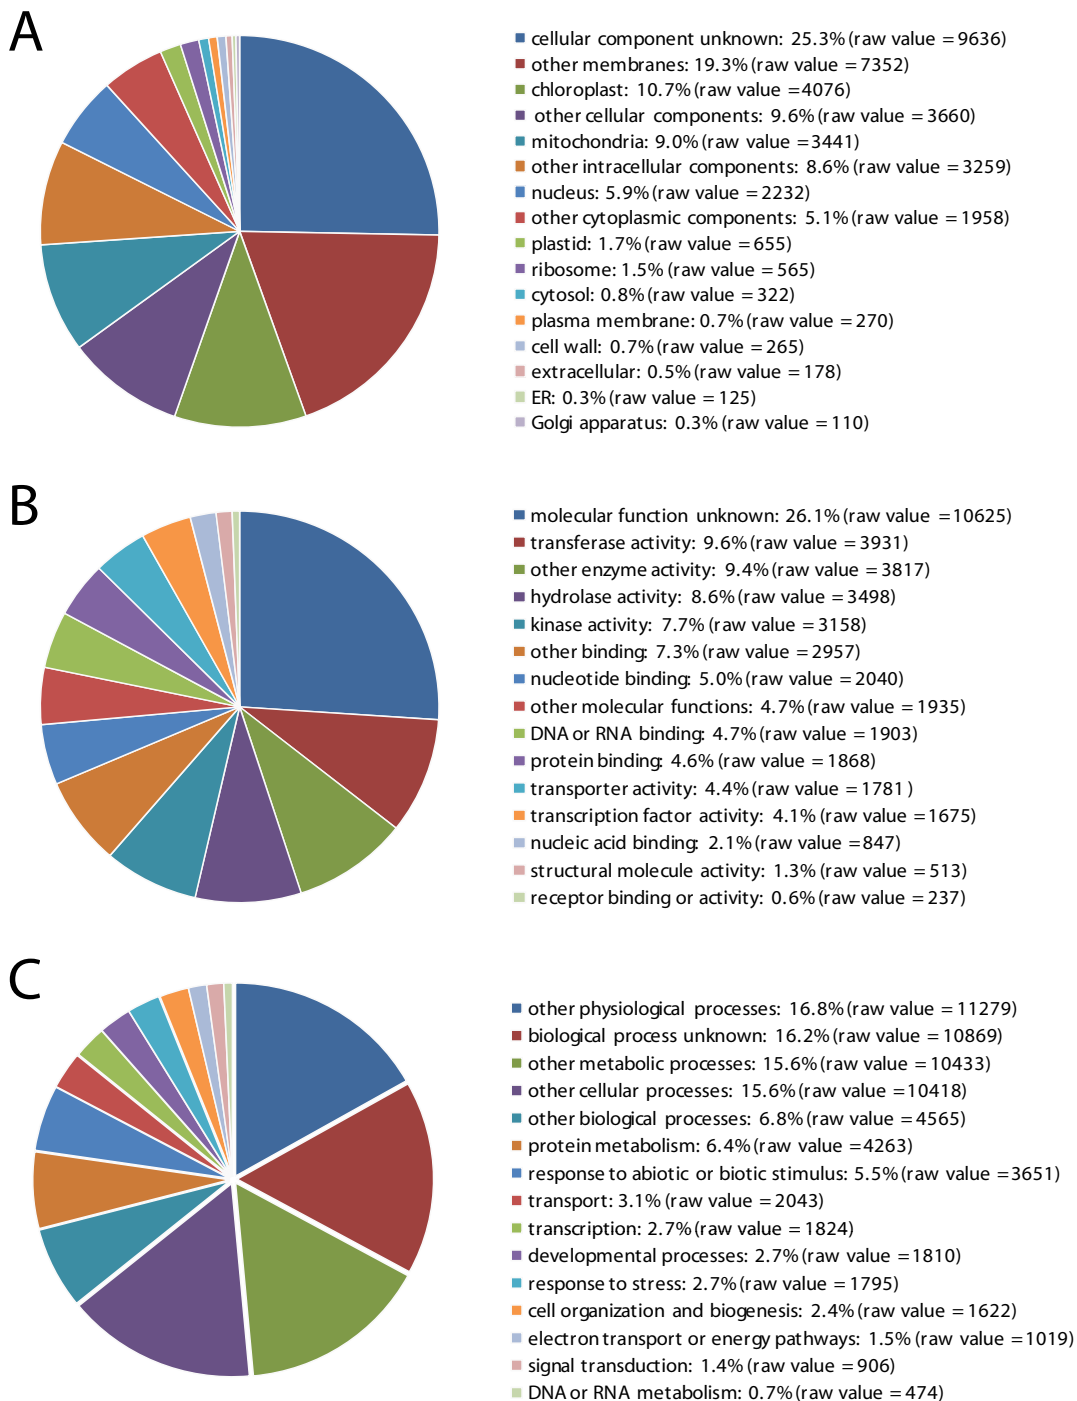 A
cellular component unknown: 25.3% (raw value = 9636)
other membranes: 19.3% (raw value = 7352)
chloroplast: 10.7% (raw value =4076)
other cellular components: 9.6% (raw value = 3660)
mitochondria: 9.0% (raw value =3441)
other intracellular components: 8.6% (raw value = 3259)
nucleus: 5.9% (raw value = 2232)
other cytoplasmic components: 5.1% (raw value = 1958)
plastid: 1.7% (raw value = 655)
ribosome: 1.5% (raw value = 565)
cytosol: 0.8% (raw value = 322)
plasma membrane: 0.7% (raw value = 270)
cell wall: 0.7% (raw value = 265)
extracellular: 0.5% (raw value = 178)
ER: 0.3% (raw value = 125)
Golgi apparatus: 0.3% (raw value = 110)
B
molecular function unknown: 26.1% (raw value =10625)
transferase activity: 9.6% (raw value = 3931)
other enzyme activity: 9.4% (raw value = 3817)
hydrolase activity: 8.6% (raw value = 3498)
kinase activity: 7.7% (raw value = 3158)
other binding: 7.3% (raw value = 2957)
nucleotide binding: 5.0% (raw value = 2040)
other molecular functions: 4.7% (raw value = 1935)
DNA or RNA binding: 4.7% (raw value = 1903)
protein binding: 4.6% (raw value = 1868)
transporter activity: 4.4% (raw value = 1781)
transcription factor activity: 4.1% (raw value = 1675)
nucleic acid binding: 2.1% (raw value =847)
structural molecule activity: 1.3% (raw value = 513)
receptor binding or activity: 0.6% (raw value = 237)
C
other physiological processes: 16.8% (raw value = 11279)
biological process unknown: 16.2% (raw value = 10869)
other metabolic processes: 15.6% (raw value = 10433)
other cellular processes: 15.6% (raw value =10418)
other biological processes: 6.8% (raw value = 4565)
protein metabolism: 6.4% (raw value =4263)
response to abiotic or biotic stimulus: 5.5% (raw value =3651)
transport: 3.1% (raw value = 2043)
transcription: 2.7% (raw value = 1824)
developmental processes: 2.7% (raw value =1810)
response to stress: 2.7% (raw value = 1795)
cell organization and biogenesis: 2.4% (raw value = 1622)
electron transport or energy pathways: 1.5% (raw value =1019)
signal transduction: 1.4% (raw value = 906)
DNA or RNA metabolism: 0.7% (raw value = 474)